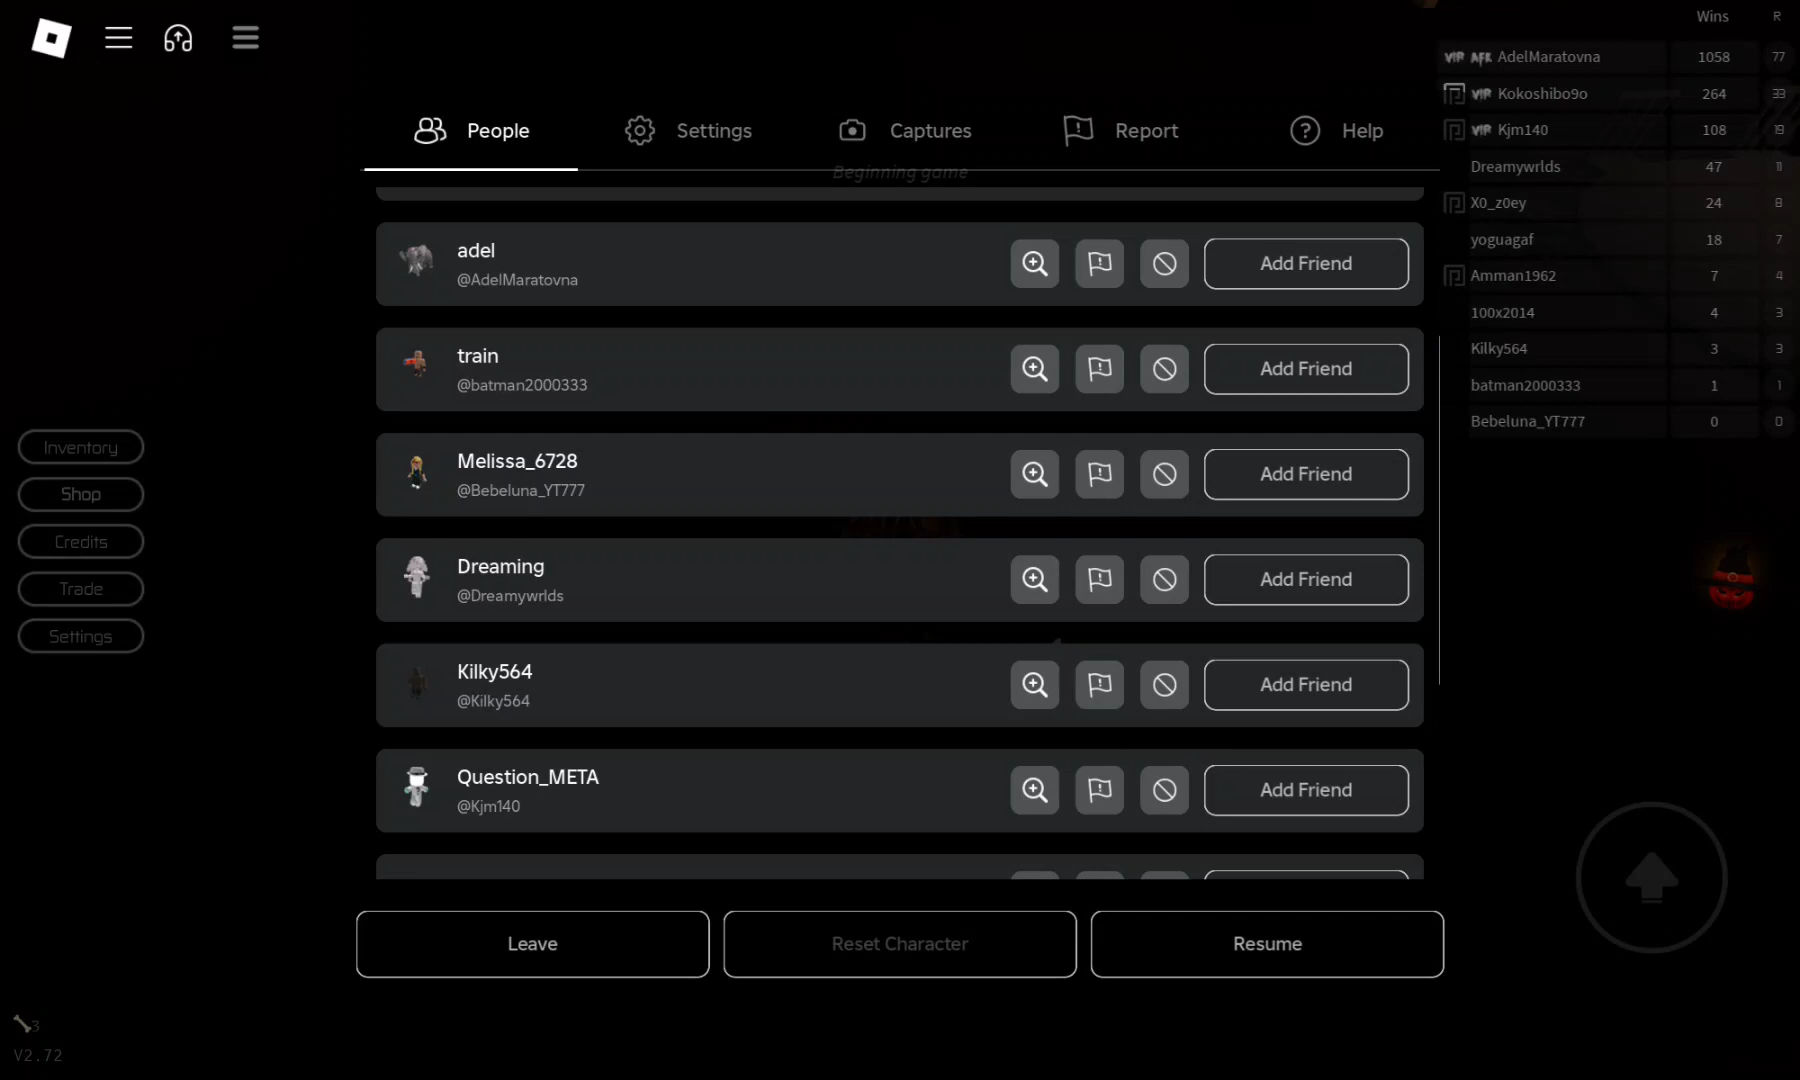 People
Settings
Captures
Report
Help
Beginning game
adel
@AdelMaratovna
Add Friend
train
@batman2000333
Add Friend
Melissa_6728
@Bebeluna_YT777
Add Friend
Dreaming
@Dreamywrlds
Add Friend
Kilky564
@Kilky564
Add Friend
Question_META
@Kjm140
Add Friend
Leave
Reset Character
Resume
Inventory
Shop
Credits
Trade
Settings
3
V2.72
Wins R
VIP AFK AdelMaratovna 1058 77
VIP Kokoshibo9o 264 33
VIP Kjm140 108 19
Dreamywrlds 47 11
X0_z0ey 24 8
yoguagaf 18 7
Amman1962 7 4
100x2014 4 3
Kilky564 3 3
batman2000333 1 1
Bebeluna_YT777 0 0